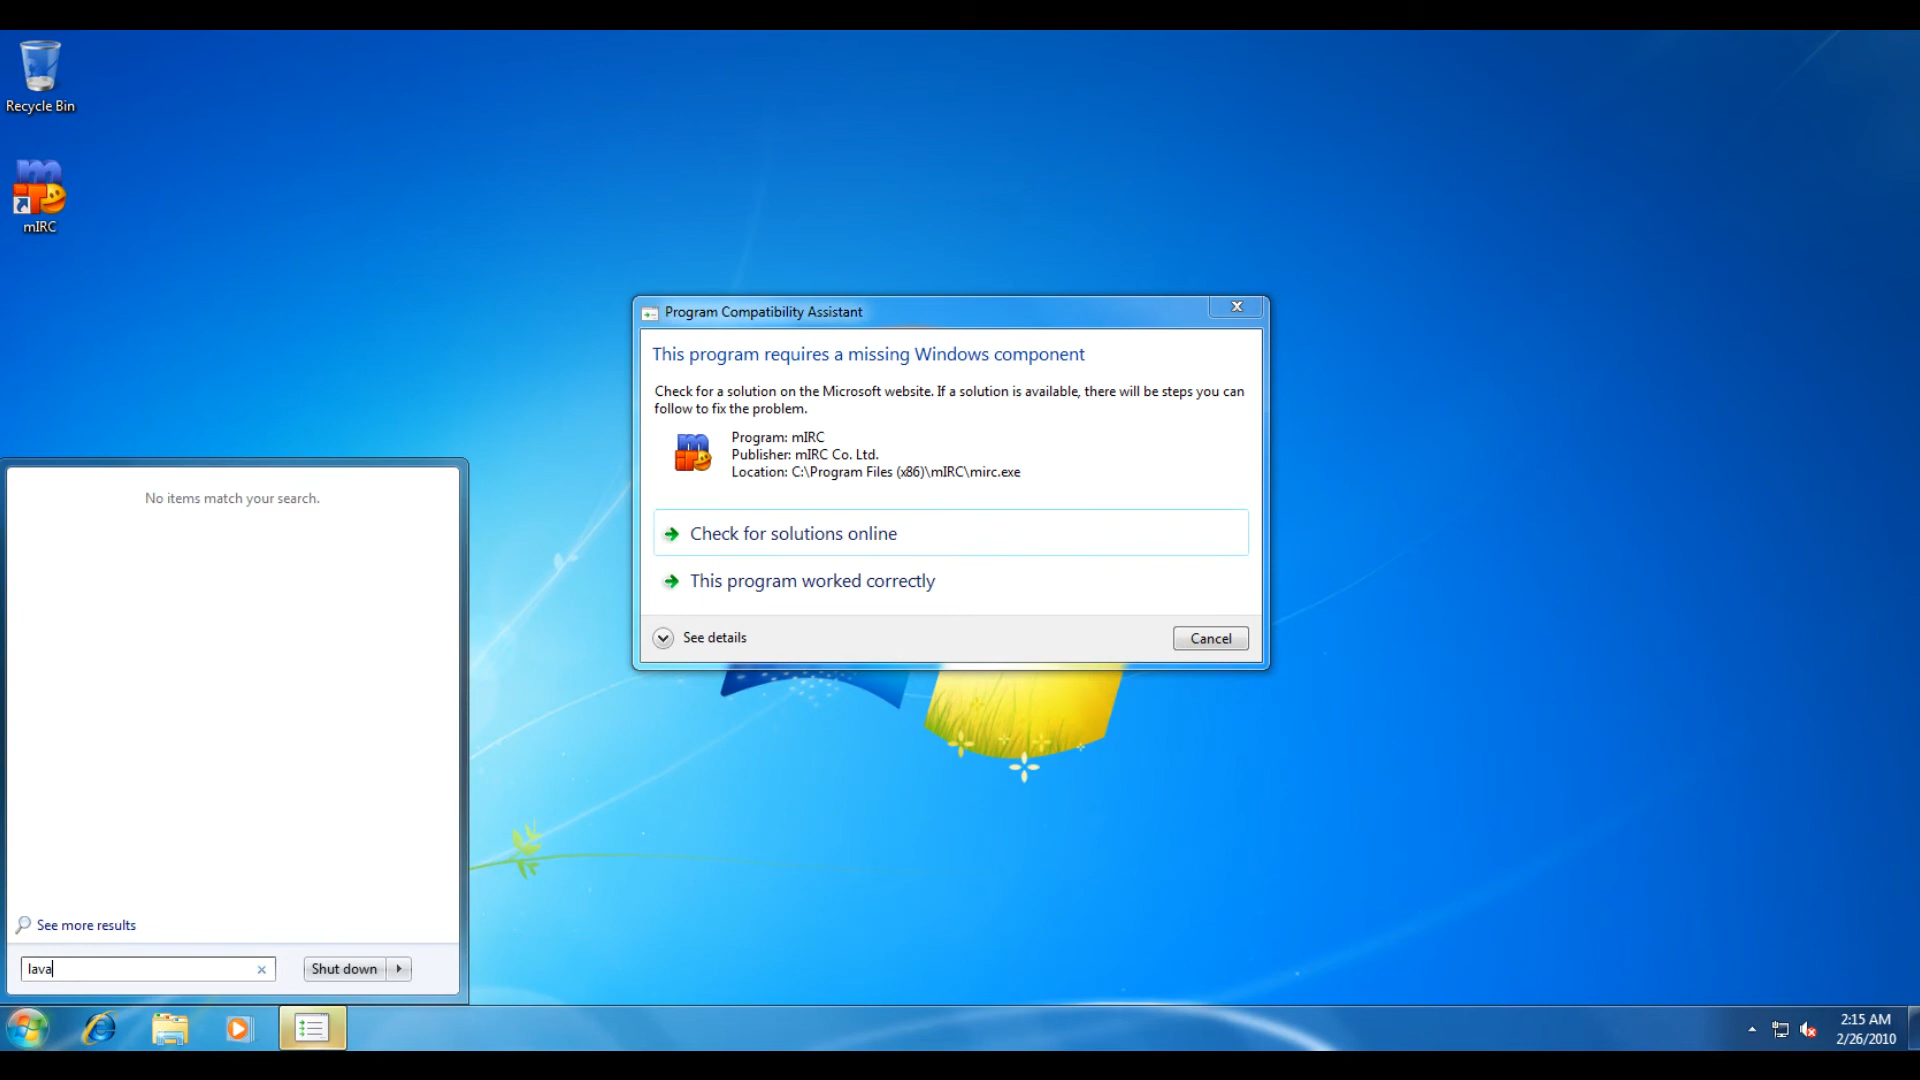 Recycle Bin
mIRC
Program Compatibility Assistant
This program requires a missing Windows component
Check for a solution on the Microsoft website. If a solution is available, there will be steps you can
follow to fix the problem.
Program: mIRC
Publisher: mIRC Co. Ltd.
Location: C:\Program Files (x86)\mIRC\mirc.exe
Check for solutions online
This program worked correctly
See details
Cancel
No items match your search.
See more results
lava
Shut down
2:15 AM
2/26/2010